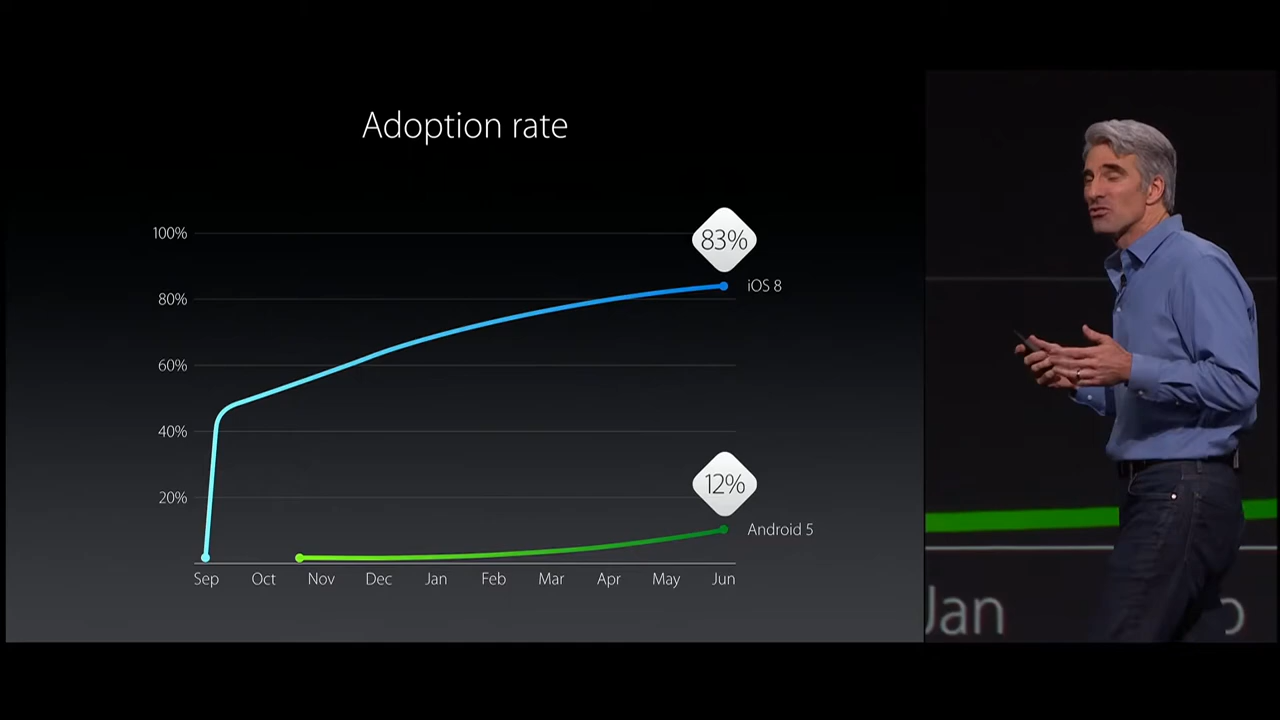 Adoption rate
100%
83%
iOS 8
80%
60%
40%
12%
20%
Android 5
Sep Oct Nov Dec Jan Feb Mar Apr May Jun
Jan